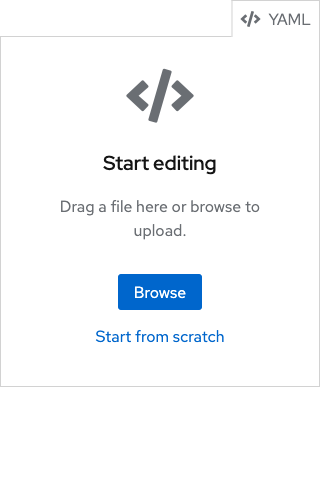 YAML
Start editing
Drag a file here or browse to
upload.
Browse
Start from scratch